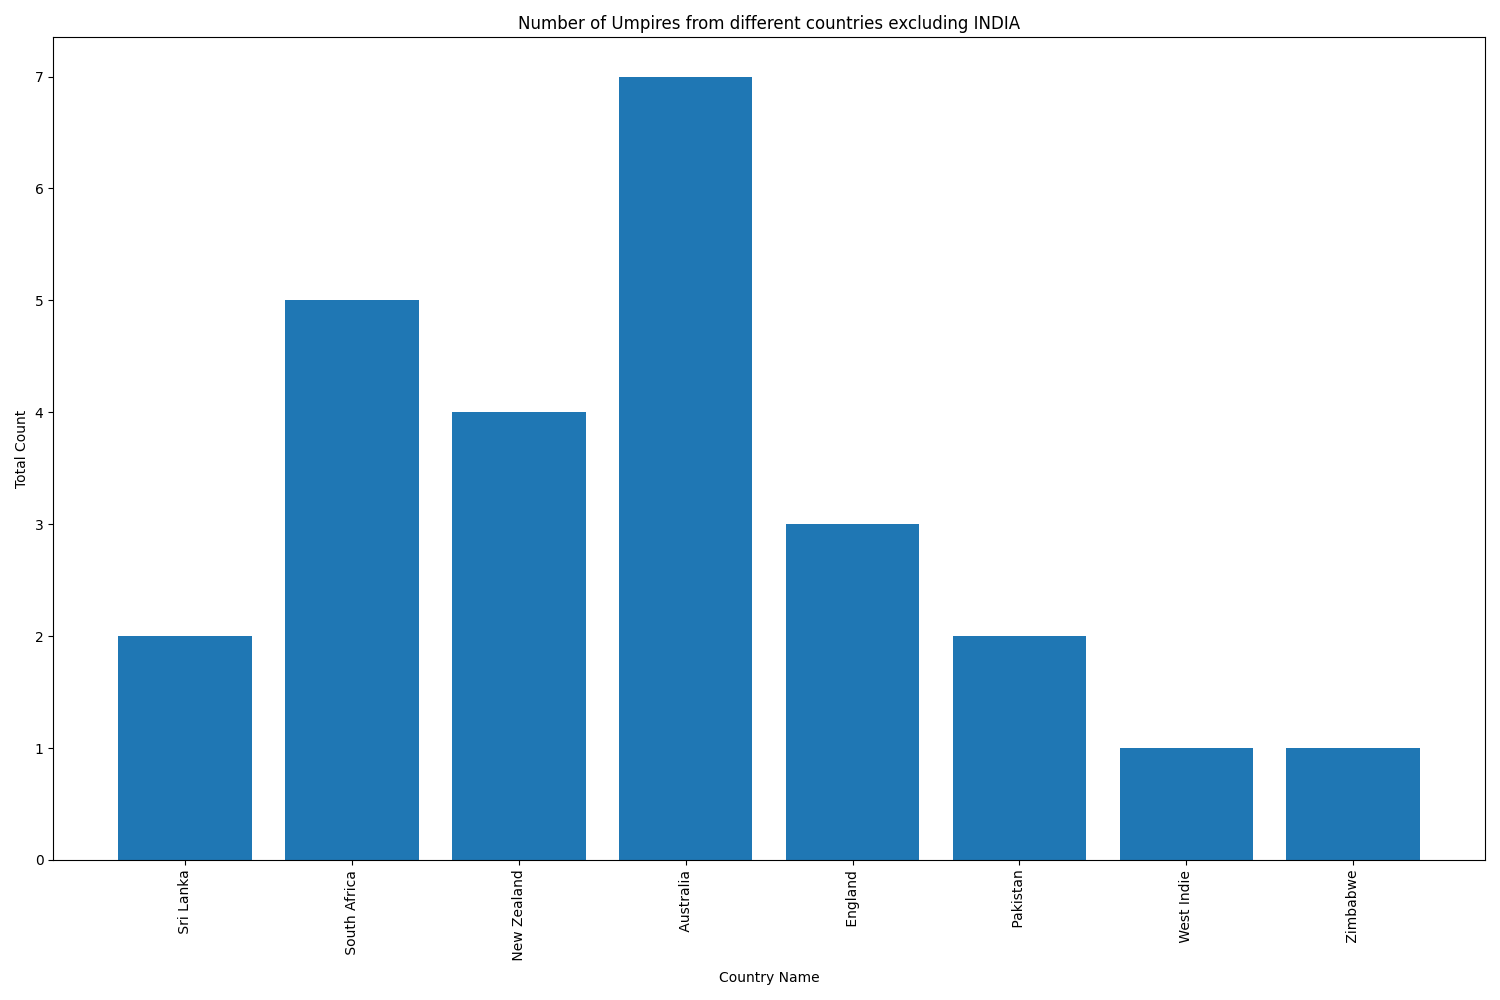 Number of Umpires from different countries excluding INDIA
Total Count
7
6
5
4
3
2
1
0
Sri Lanka
South Africa
New Zealand
Australia
England
Pakistan
West Indie
Zimbabwe
Country Name